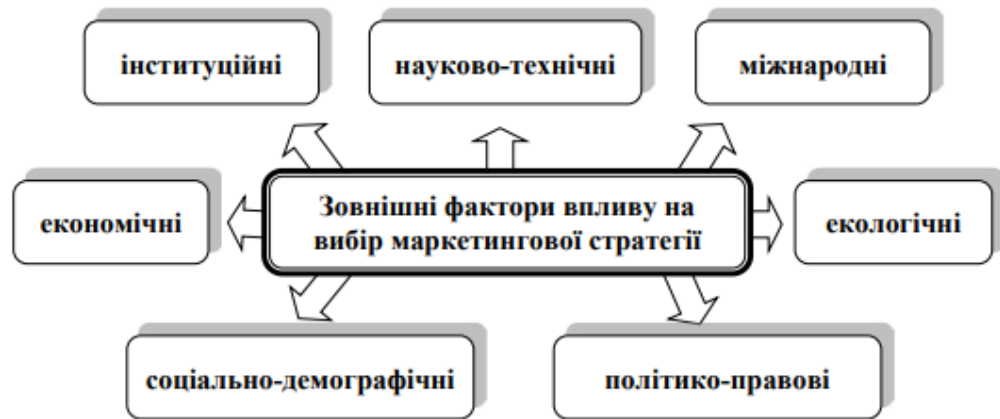 інституційні
науково-технічні
міжнародні
економічні
Зовнішні фактори впливу на
вибір маркетингової стратегії
екологічні
соціально-демографічні
політико-правові